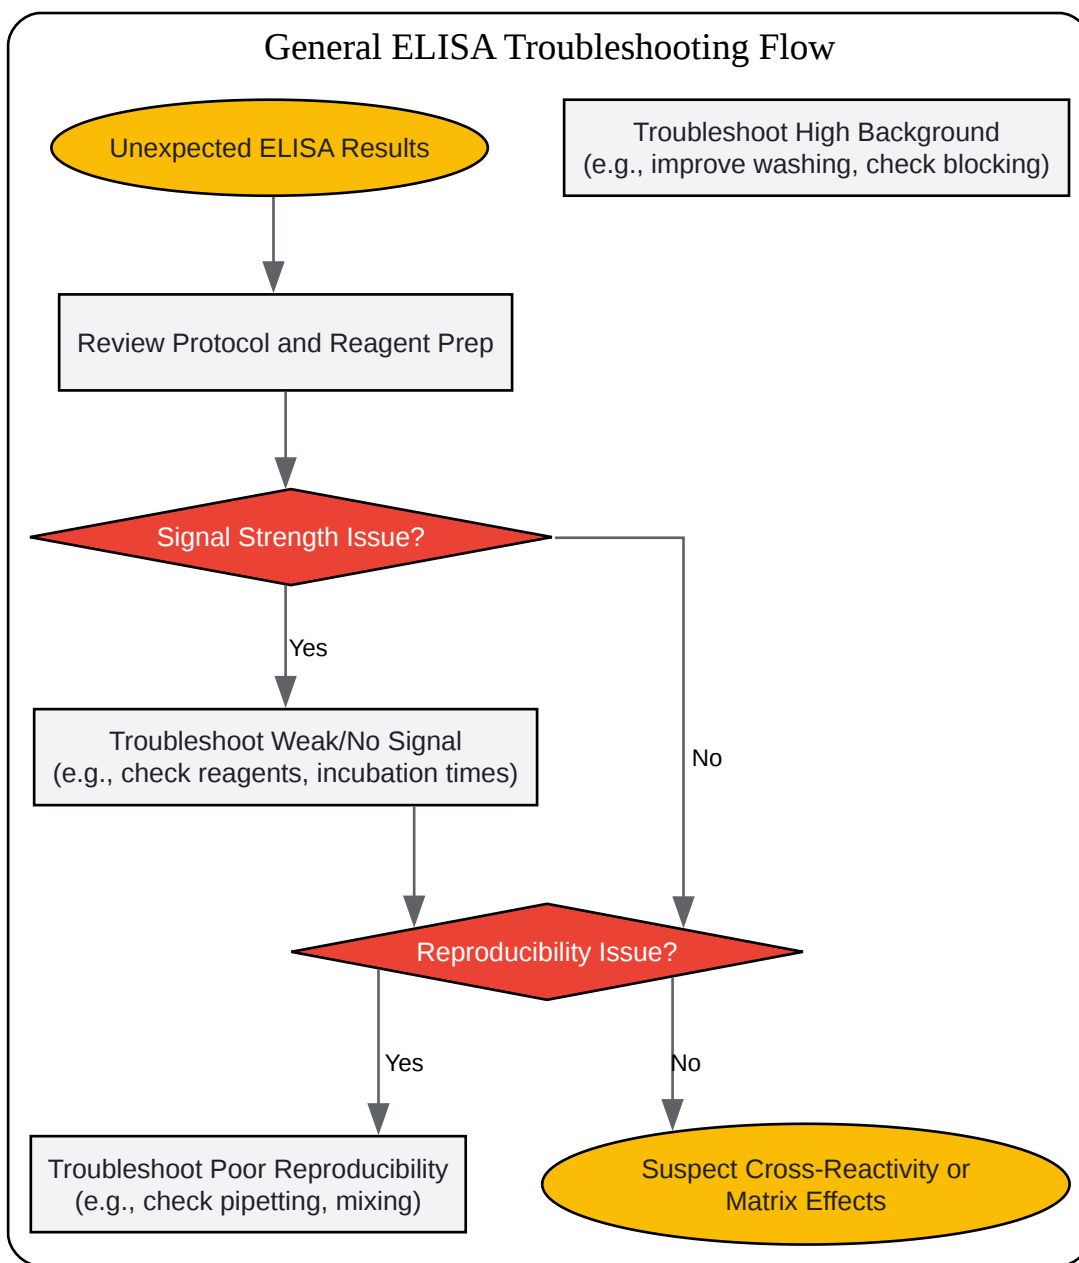 General ELISA Troubleshooting Flow
Unexpected ELISA Results
Troubleshoot High Background
(e.g., improve washing, check blocking)
Review Protocol and Reagent Prep
Signal Strength Issue?
Yes
Troubleshoot Weak/No Signal
(e.g., check reagents, incubation times)
No
Reproducibility Issue?
Yes
No
Troubleshoot Poor Reproducibility
(e.g., check pipetting, mixing)
Suspect Cross-Reactivity or
Matrix Effects